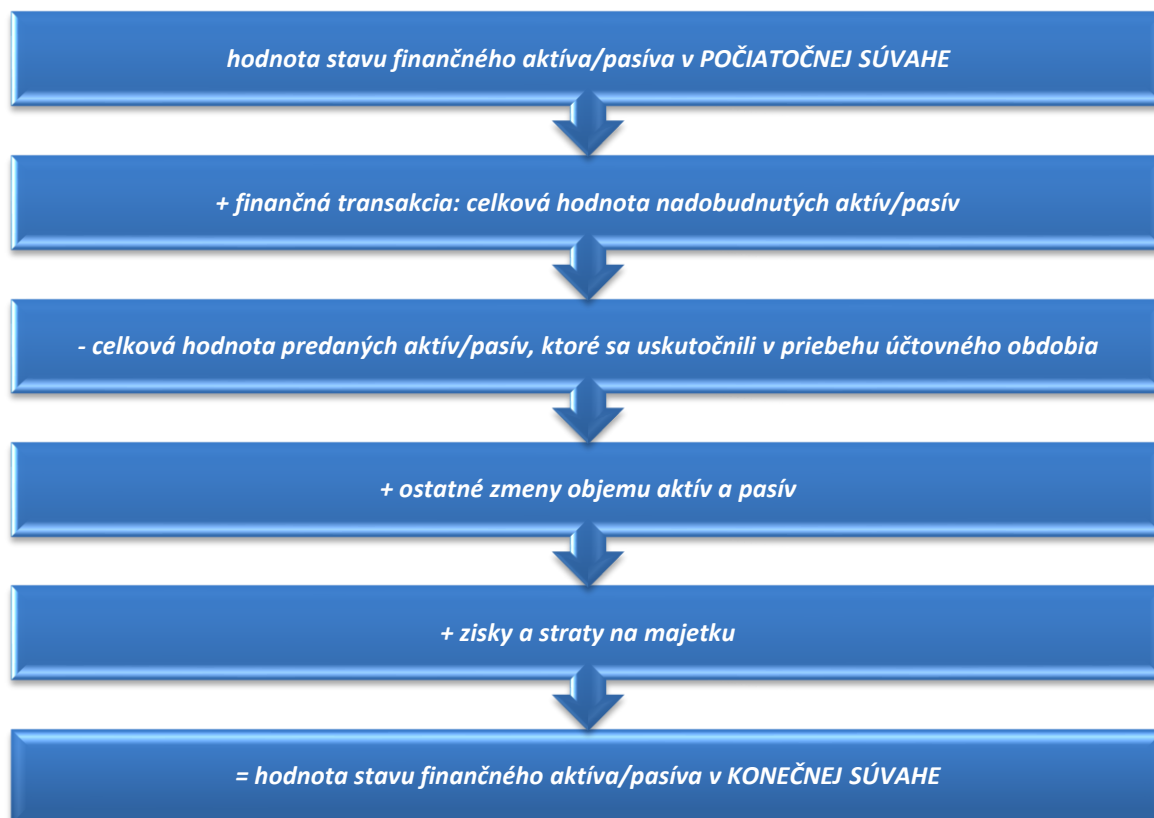 hodnota stavu finančného aktíva/pasíva v POČIATOČNEJ SÚVAHE
+ finančná transakcia: celková hodnota nadobudnutých aktív/pasív
- celková hodnota predaných aktív/pasív, ktoré sa uskutočnili v priebehu účtovného obdobia
+ ostatné zmeny objemu aktív a pasív
+ zisky a straty na majetku
= hodnota stavu finančného aktíva/pasíva v KONEČNEJ SÚVAHE